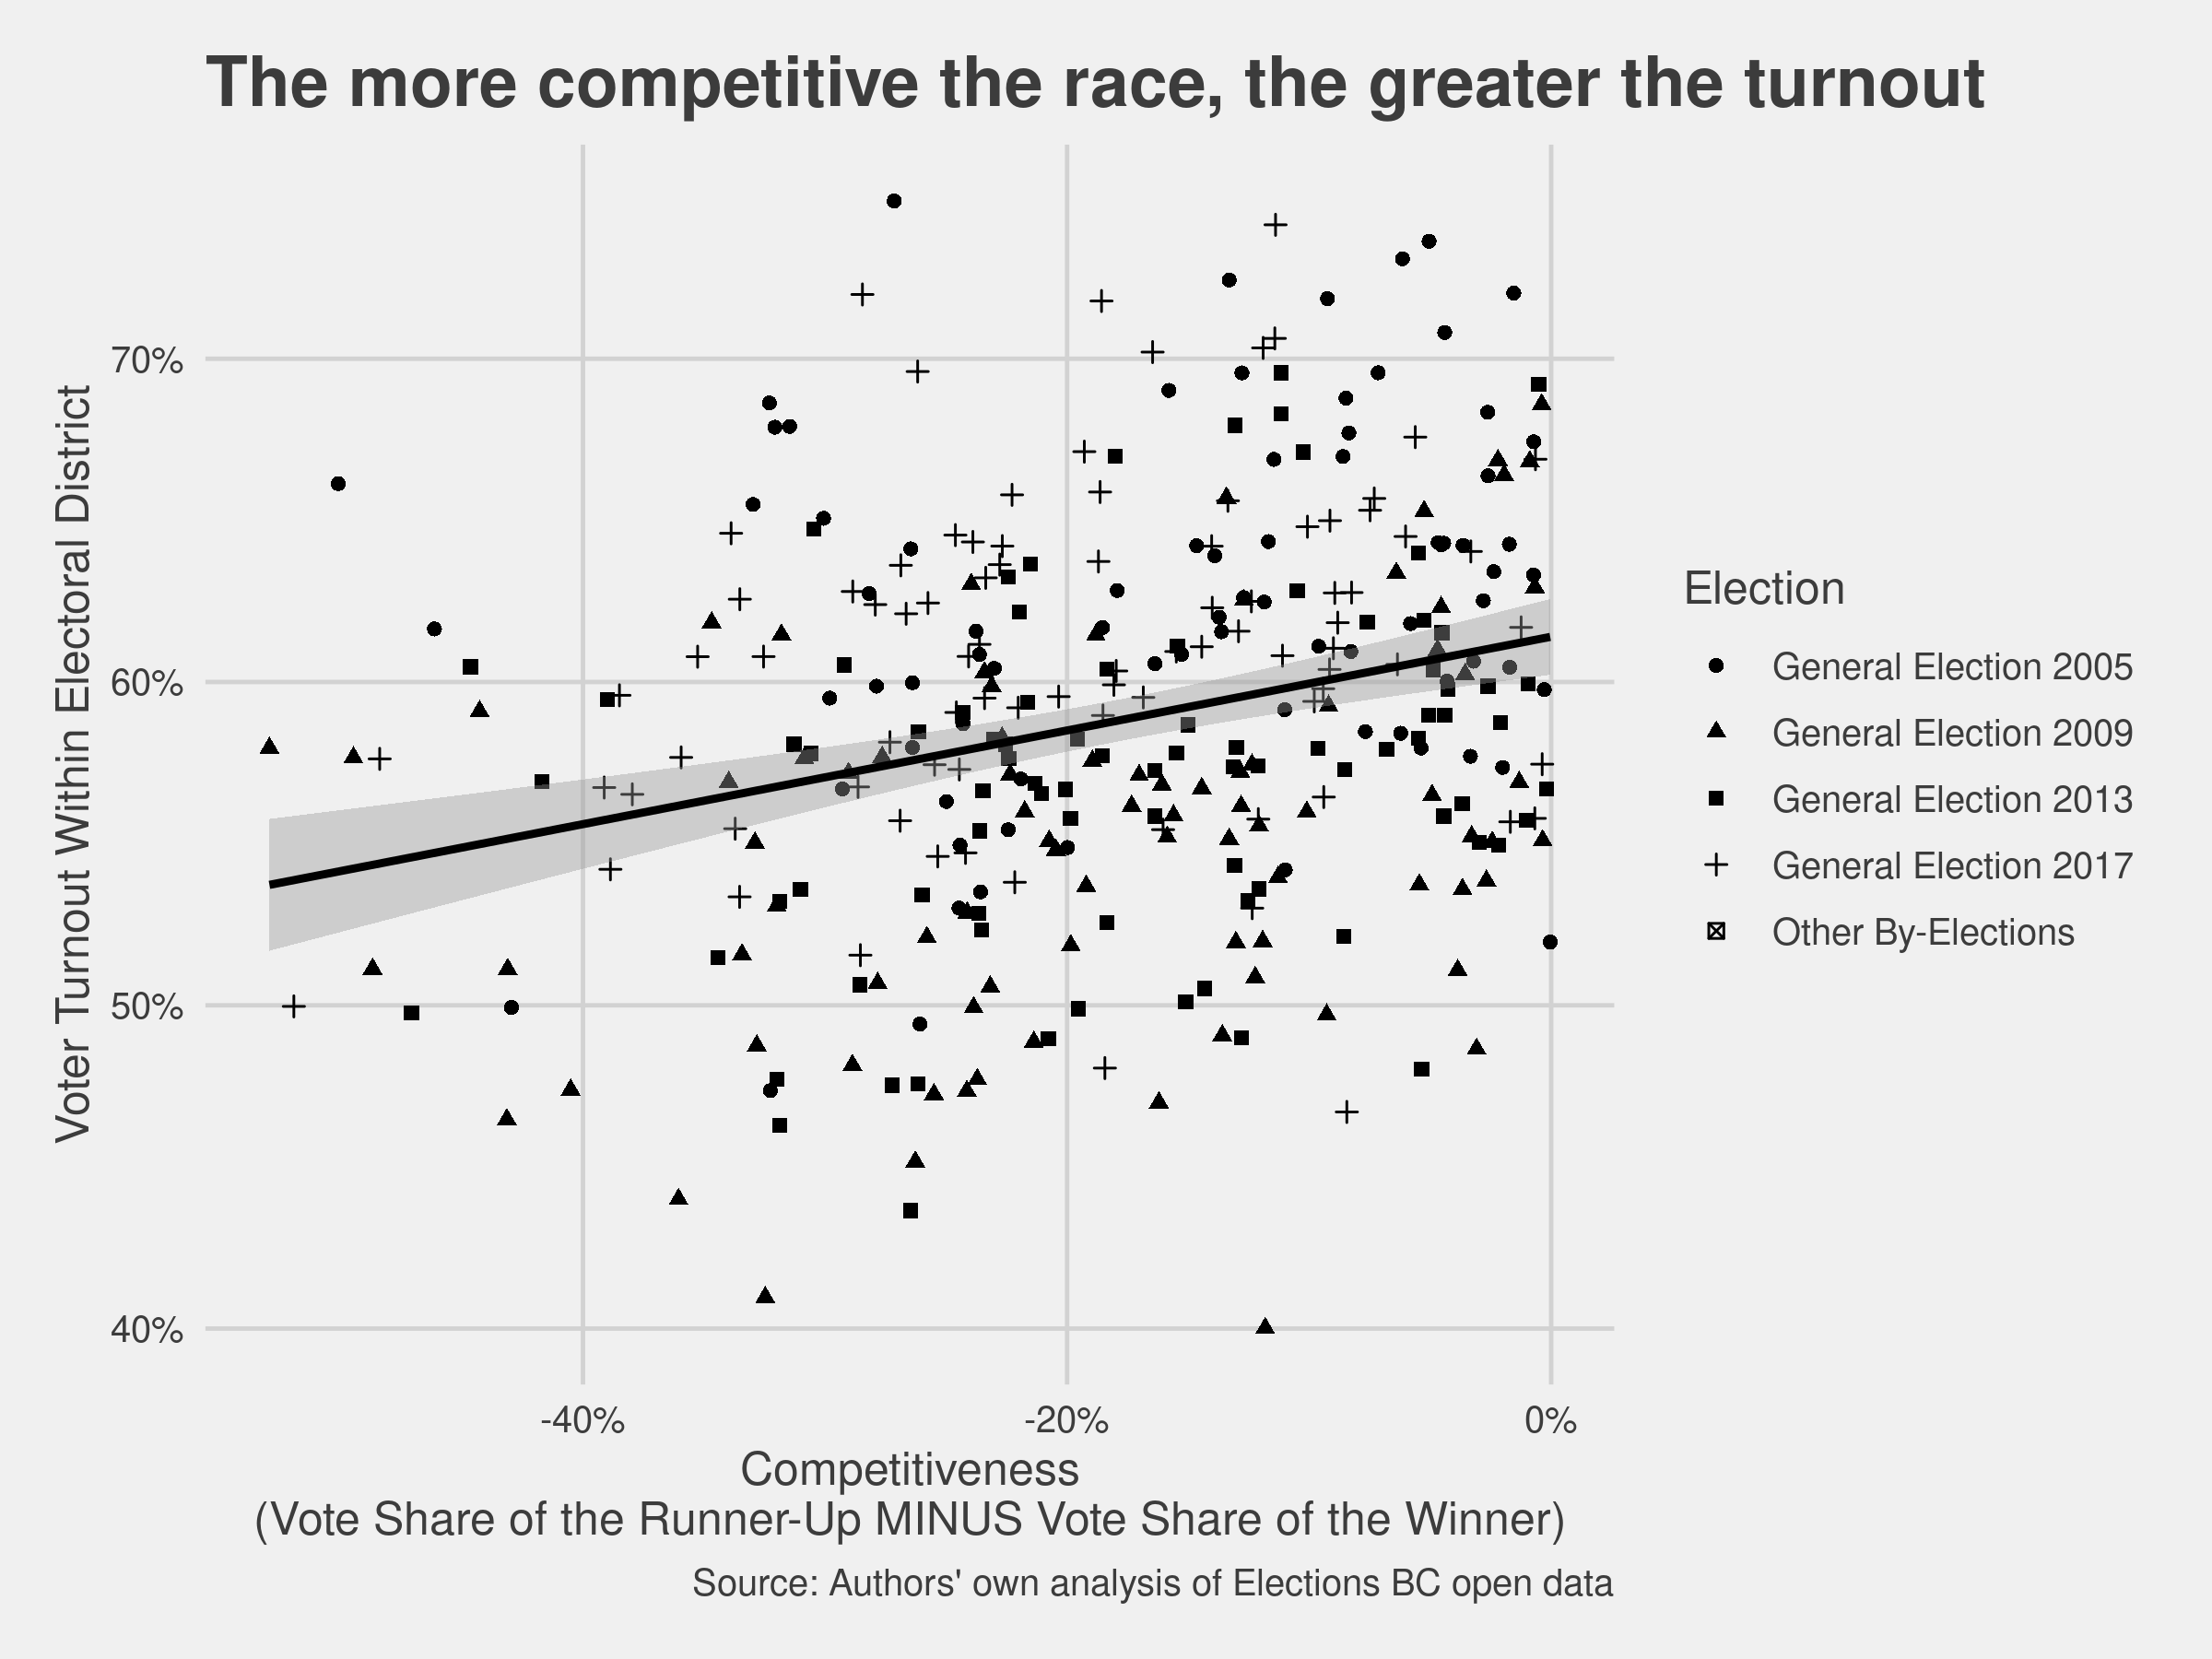 The more competitive the race, the greater the turnout
Voter Turnout Within Electoral District
70%
60%
50%
40%
-40%
-20%
0%
Competitiveness
(Vote Share of the Runner-Up MINUS Vote Share of the Winner)
Source: Authors' own analysis of Elections BC open data
Election
General Election 2005
General Election 2009
General Election 2013
General Election 2017
Other By-Elections